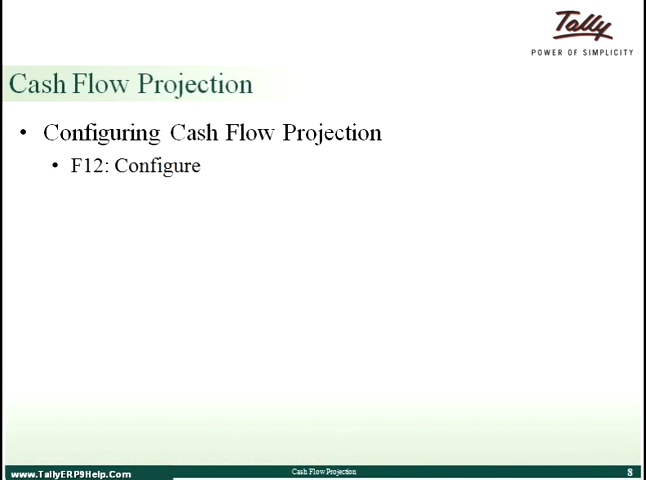 Tally
POWER OF SIMPLICITY
Cash Flow Projection
• Configuring Cash Flow Projection
• F12: Configure
www.TallyERP9Help.Com
Cash Flow Projection
8